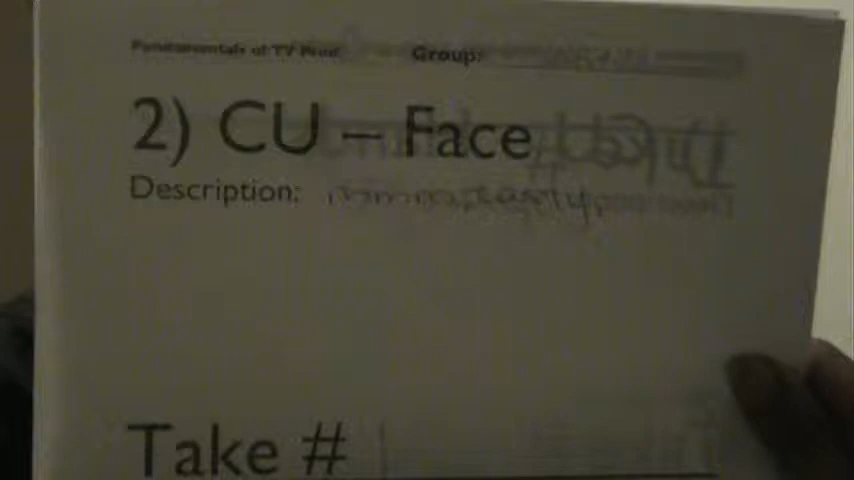 Fundamentals of TV Prod Group:
2) CU – Face
Description:
Take #